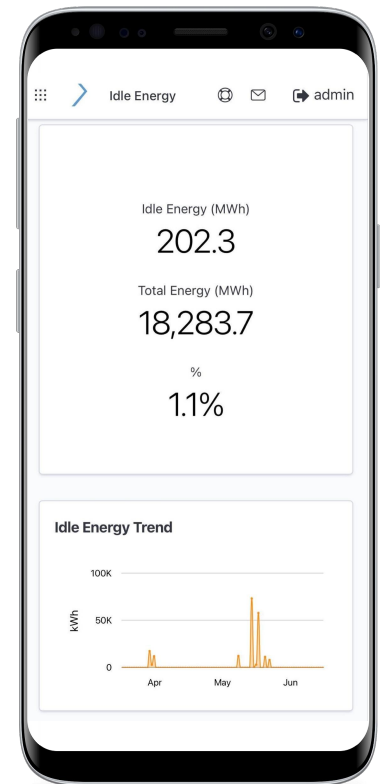 Idle Energy
admin
Idle Energy (MWh)
202.3
Total Energy (MWh)
18,283.7
%
1.1%
Idle Energy Trend
100K
50K
0
kWh
Apr May Jun